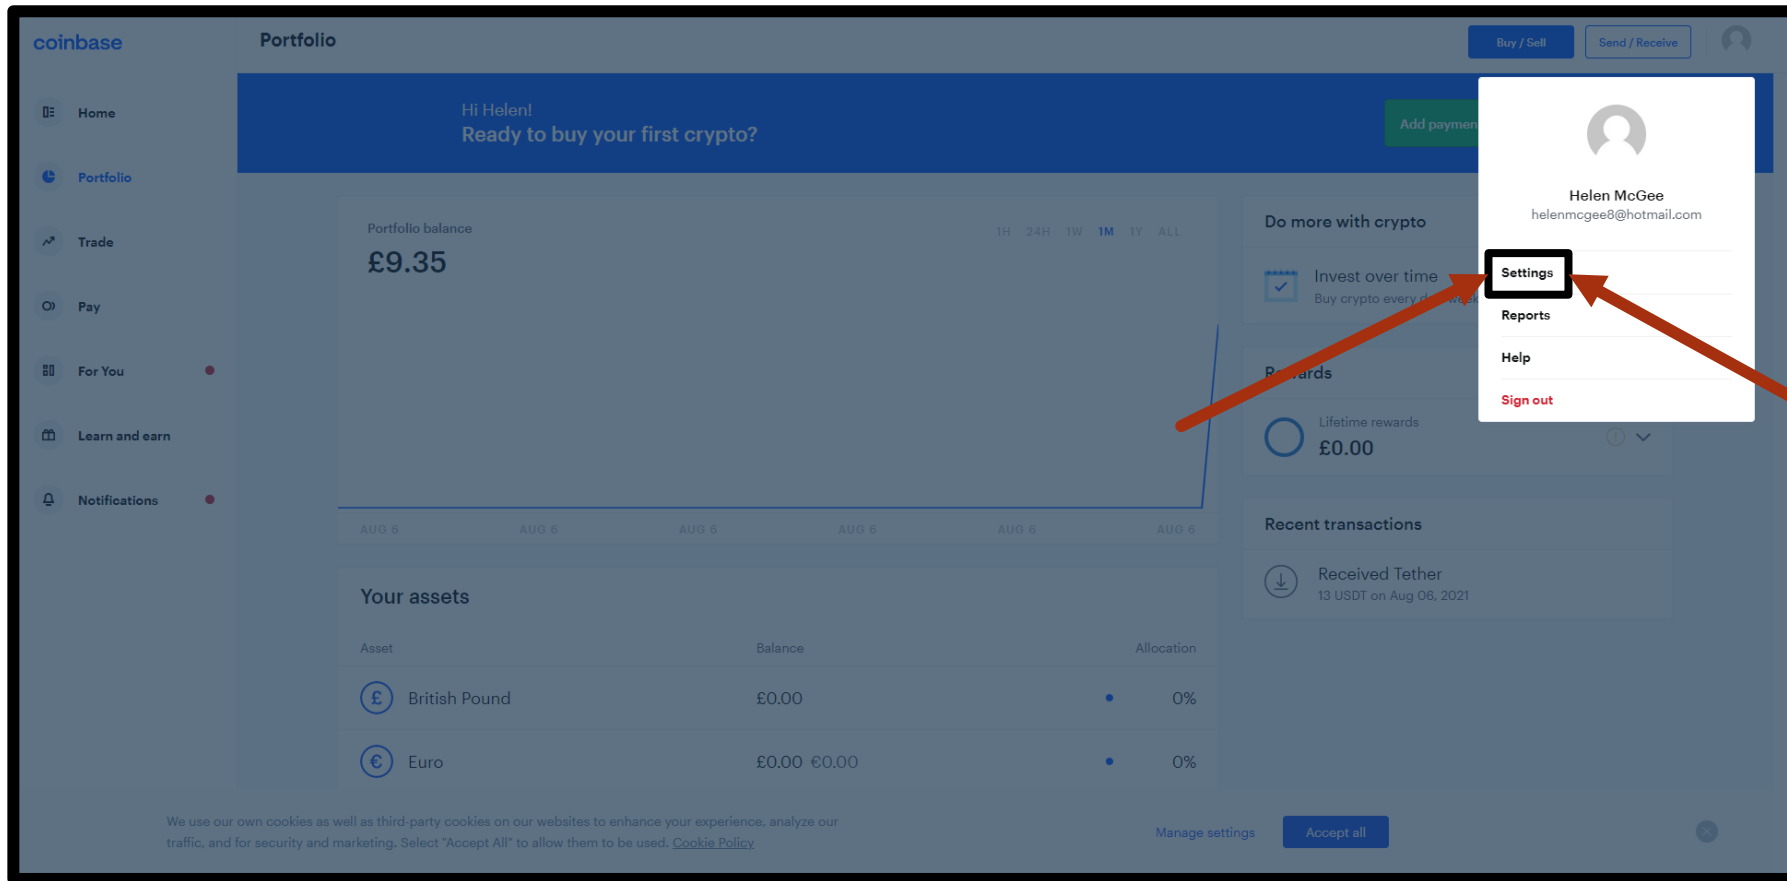 coinbase
Portfolio
Buy / Sell
Send / Receive
Home
Portfolio
Trade
Pay
For You
Learn and earn
Notifications
Hi Helen!
Ready to buy your first crypto?
Add paymen
Helen McGee
helenmcgee8@hotmail.com
Settings
Reports
Help
Sign out
Portfolio balance
£9.35
1H 24H 1W 1M 1Y ALL
AUG 6 AUG 6 AUG 6 AUG 6 AUG 6 AUG 6
Do more with crypto
Invest over time
Buy crypto every week
Rewards
Lifetime rewards
£0.00
Recent transactions
Received Tether
13 USDT on Aug 06, 2021
Your assets
Asset Balance Allocation
British Pound £0.00 0%
Euro £0.00 €0.00 0%
We use our own cookies as well as third-party cookies on our websites to enhance your experience, analyze our
traffic, and for security and marketing. Select "Accept All" to allow them to be used. Cookie Policy
Manage settings
Accept all